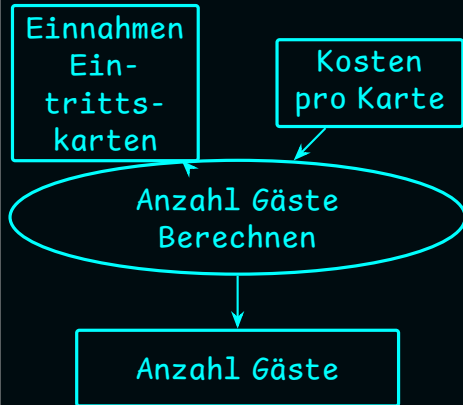 Einnahmen
Ein-
tritts-
karten
Kosten
pro Karte
Anzahl Gäste
Berechnen
Anzahl Gäste